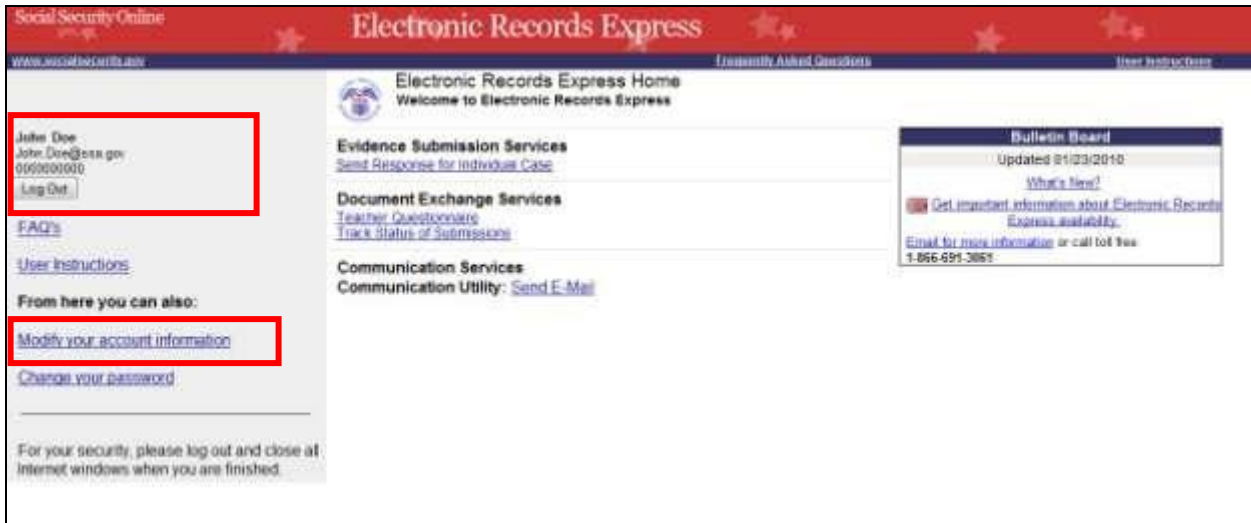 Social Security Online
Electronic Records Express
www.socialsecurity.gov
Frequently Asked Questions
User Instructions
John Doe
John.Doe@ssa.gov
0000000000
Log Out
FAQ's
User Instructions
From here you can also:
Modify your account information
Change your password
For your security, please log out and close all
Internet windows when you are finished.
Electronic Records Express Home
Welcome to Electronic Records Express
Evidence Submission Services
Send Response for Individual Case
Document Exchange Services
Teacher Questionnaire
Track Status of Submissions
Communication Services
Communication Utility: Send E-Mail
Bulletin Board
Updated 01/23/2010
What's New?
Get important information about Electronic Records
Express availability.
Email for more information or call toll free
1-866-691-3061